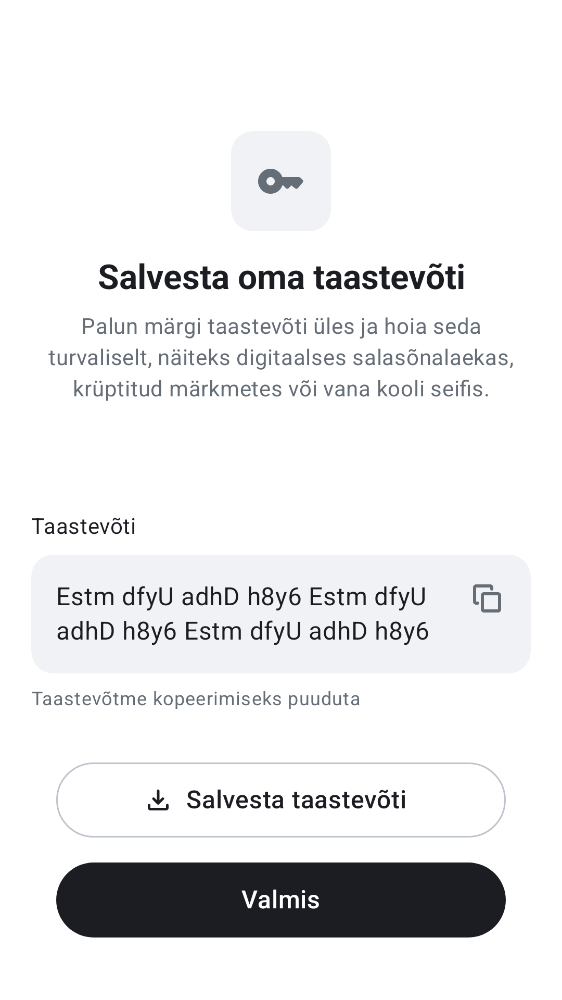 Salvesta oma taastevõti
Palun märgi taastevõti üles ja hoia seda
turvaliselt, näiteks digitaalses salasõnalaekas,
krüptitud märkmetes või vana kooli seifis.
Taastevõti
Estm dfyU adhD h8y6 Estm dfyU
adhD h8y6 Estm dfyU adhD h8y6
Taastevõtme kopeerimiseks puuduta
Salvesta taastevõti
Valmis